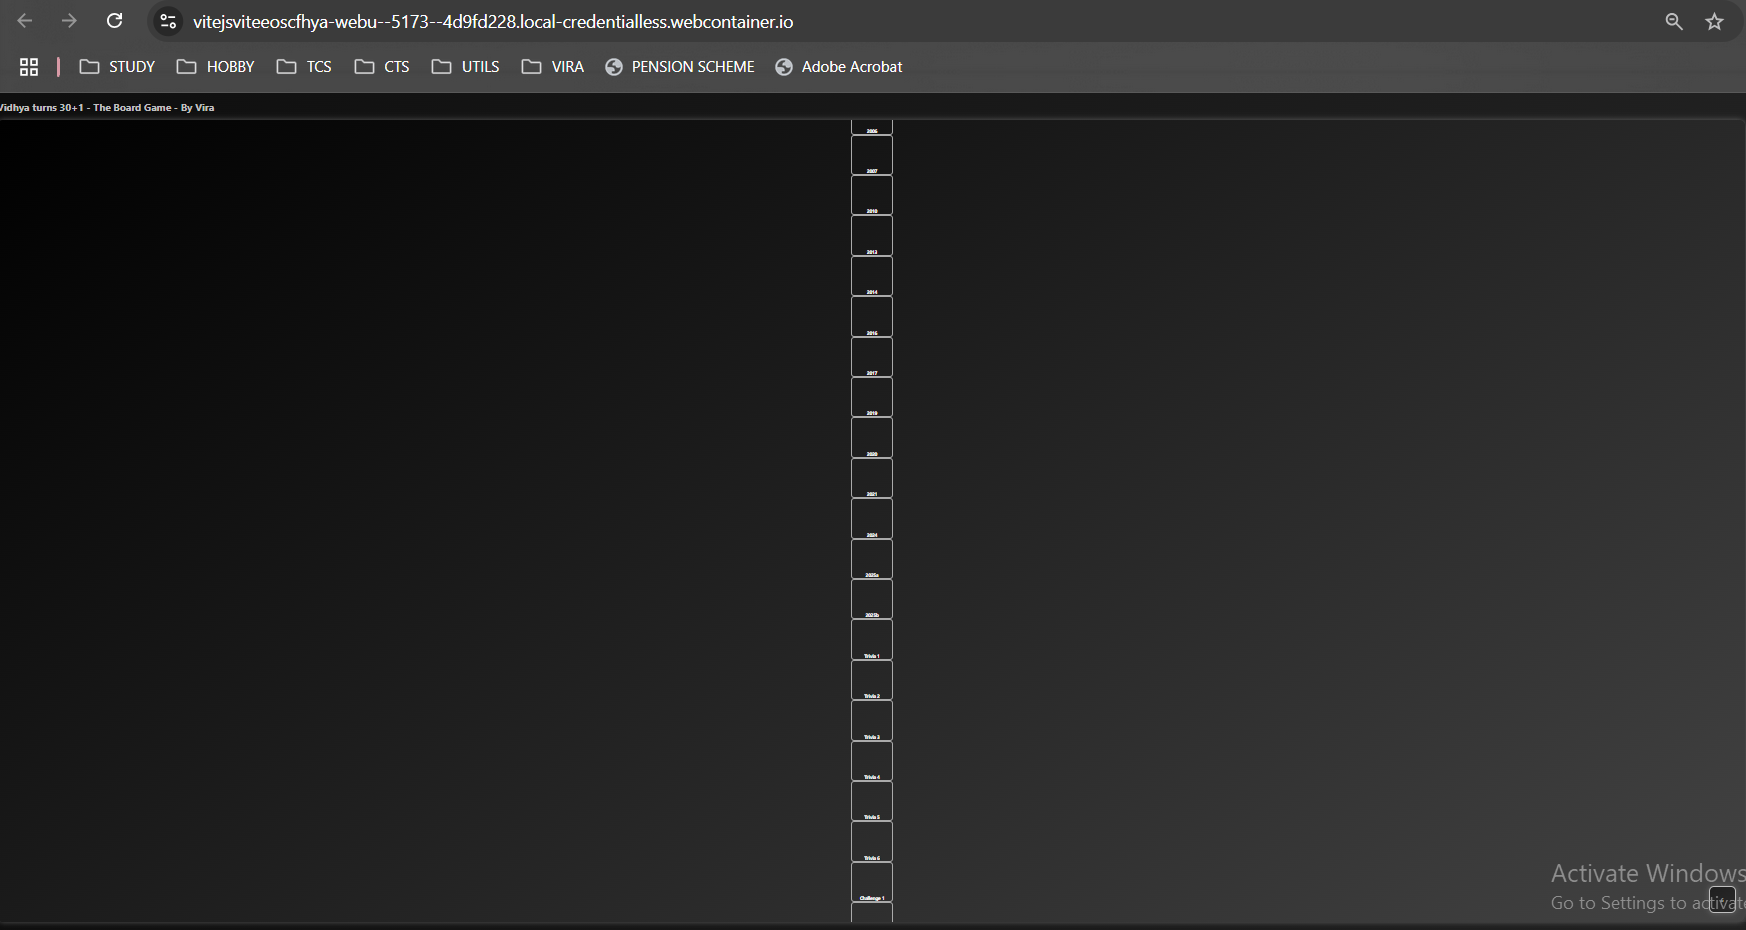 vitejsviteeoscfhya-webu--5173--4d9fd228.local-credentialless.webcontainer.io
STUDY HOBBY TCS CTS UTILS VIRA PENSION SCHEME Adobe Acrobat
Vidhya turns 30+1 - The Board Game - By Vira
2006
2007
2010
2013
2014
2016
2017
2019
2020
2021
2024
2025a
2025b
Trivia 1
Trivia 2
Trivia 3
Trivia 4
Trivia 5
Trivia 6
Challenge 1
Activate Windows
Go to Settings to activate